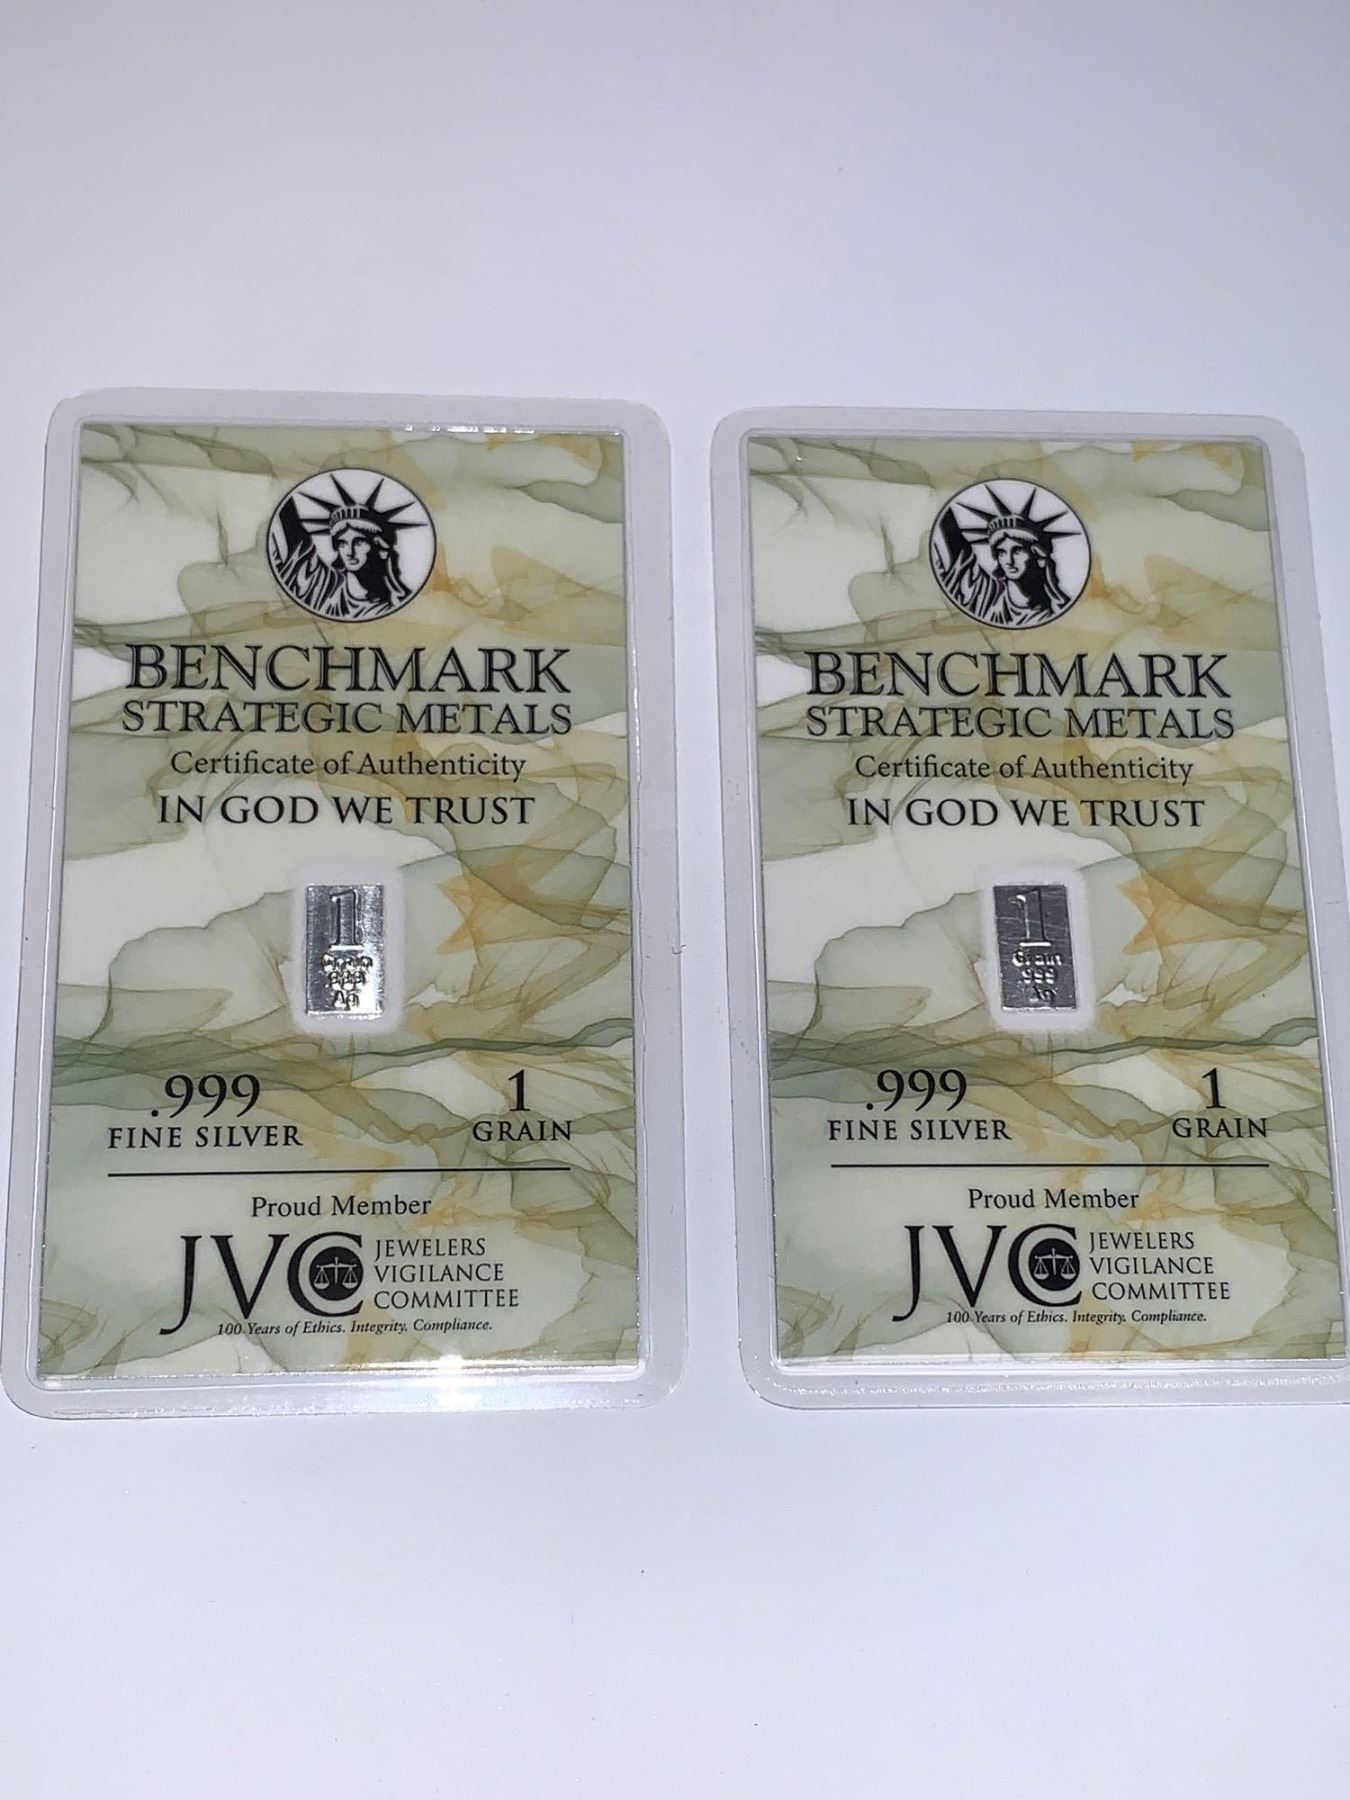 BENCHMARK
STRATEGIC METALS
Certificate of Authenticity
IN GOD WE TRUST
1
Grain
.999
Ag
.999
FINE SILVER
1
GRAIN
Proud Member
JVC
JEWELERS
VIGILANCE
COMMITTEE
100 Years of Ethics. Integrity. Compliance.
BENCHMARK
STRATEGIC METALS
Certificate of Authenticity
IN GOD WE TRUST
1
Grain
.999
Ag
.999
FINE SILVER
1
GRAIN
Proud Member
JVC
JEWELERS
VIGILANCE
COMMITTEE
100 Years of Ethics. Integrity. Compliance.